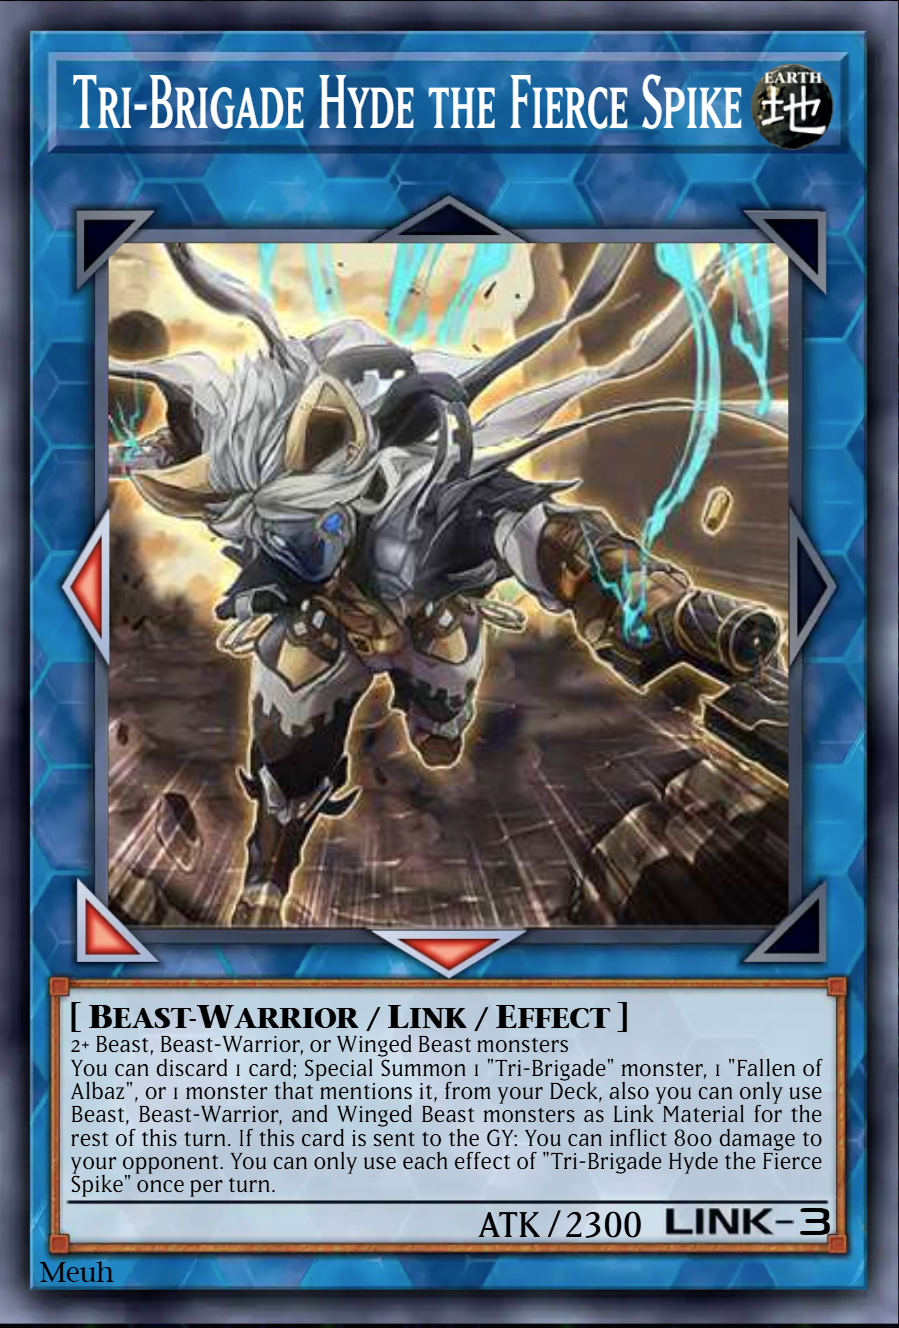 TRI-BRIGADE HYDE THE FIERCE SPIKE
EARTH
地
[ BEAST-WARRIOR / LINK / EFFECT ]
2+ Beast, Beast-Warrior, or Winged Beast monsters
You can discard 1 card; Special Summon 1 "Tri-Brigade" monster, 1 "Fallen of
Albaz", or 1 monster that mentions it, from your Deck, also you can only use
Beast, Beast-Warrior, and Winged Beast monsters as Link Material for the
rest of this turn. If this card is sent to the GY: You can inflict 800 damage to
your opponent. You can only use each effect of "Tri-Brigade Hyde the Fierce
Spike" once per turn.
ATK / 2300 LINK-3
Meuh